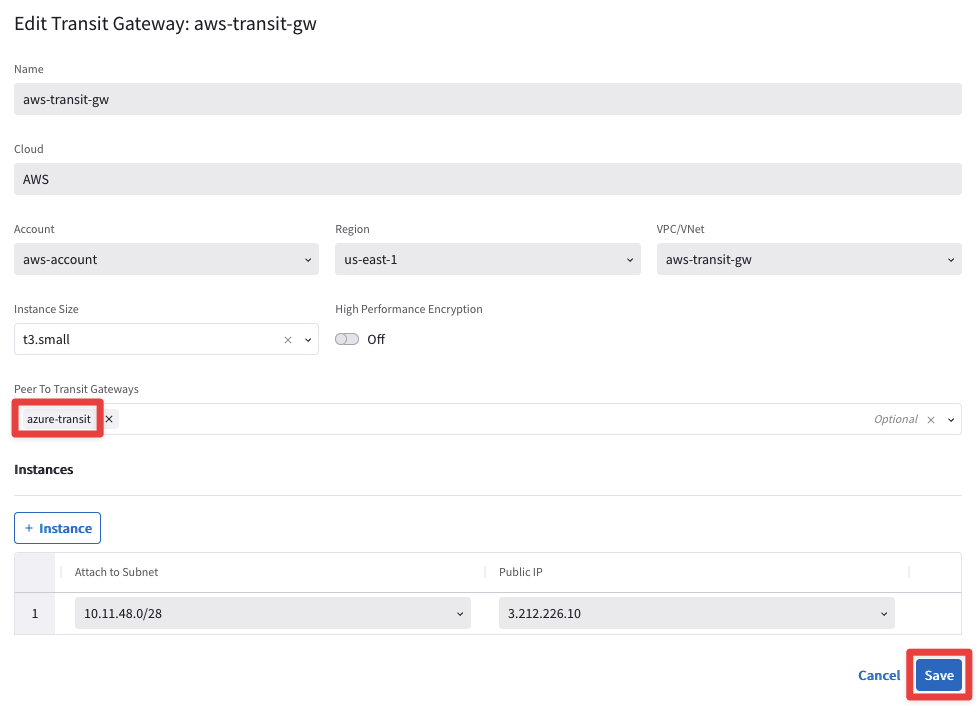 Edit Transit Gateway: aws-transit-gw
Name
aws-transit-gw
Cloud
AWS
Account Region VPC/VNet
aws-account us-east-1 aws-transit-gw
Instance Size High Performance Encryption
t3.small Off
Peer To Transit Gateways
azure-transit Optional
Instances
+ Instance
Attach to Subnet Public IP
1 10.11.48.0/28 3.212.226.10
Cancel Save